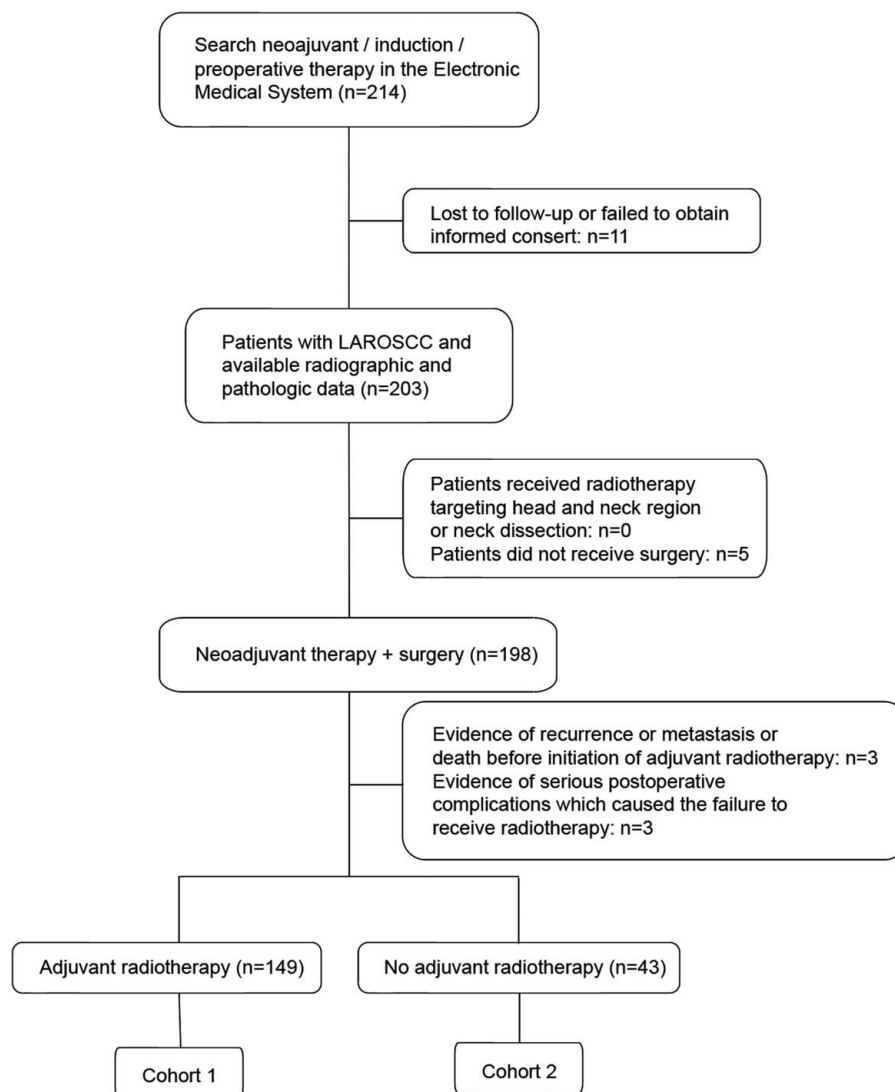 Search neoajuvant / induction /
preoperative therapy in the Electronic
Medical System (n=214)
Lost to follow-up or failed to obtain
informed consert: n=11
Patients with LAROSCC and
available radiographic and
pathologic data (n=203)
Patients received radiotherapy
targeting head and neck region
or neck dissection: n=0
Patients did not receive surgery: n=5
Neoadjuvant therapy + surgery (n=198)
Evidence of recurrence or metastasis or
death before initiation of adjuvant radiotherapy: n=3
Evidence of serious postoperative
complications which caused the failure to
receive radiotherapy: n=3
Adjuvant radiotherapy (n=149)
No adjuvant radiotherapy (n=43)
Cohort 1
Cohort 2